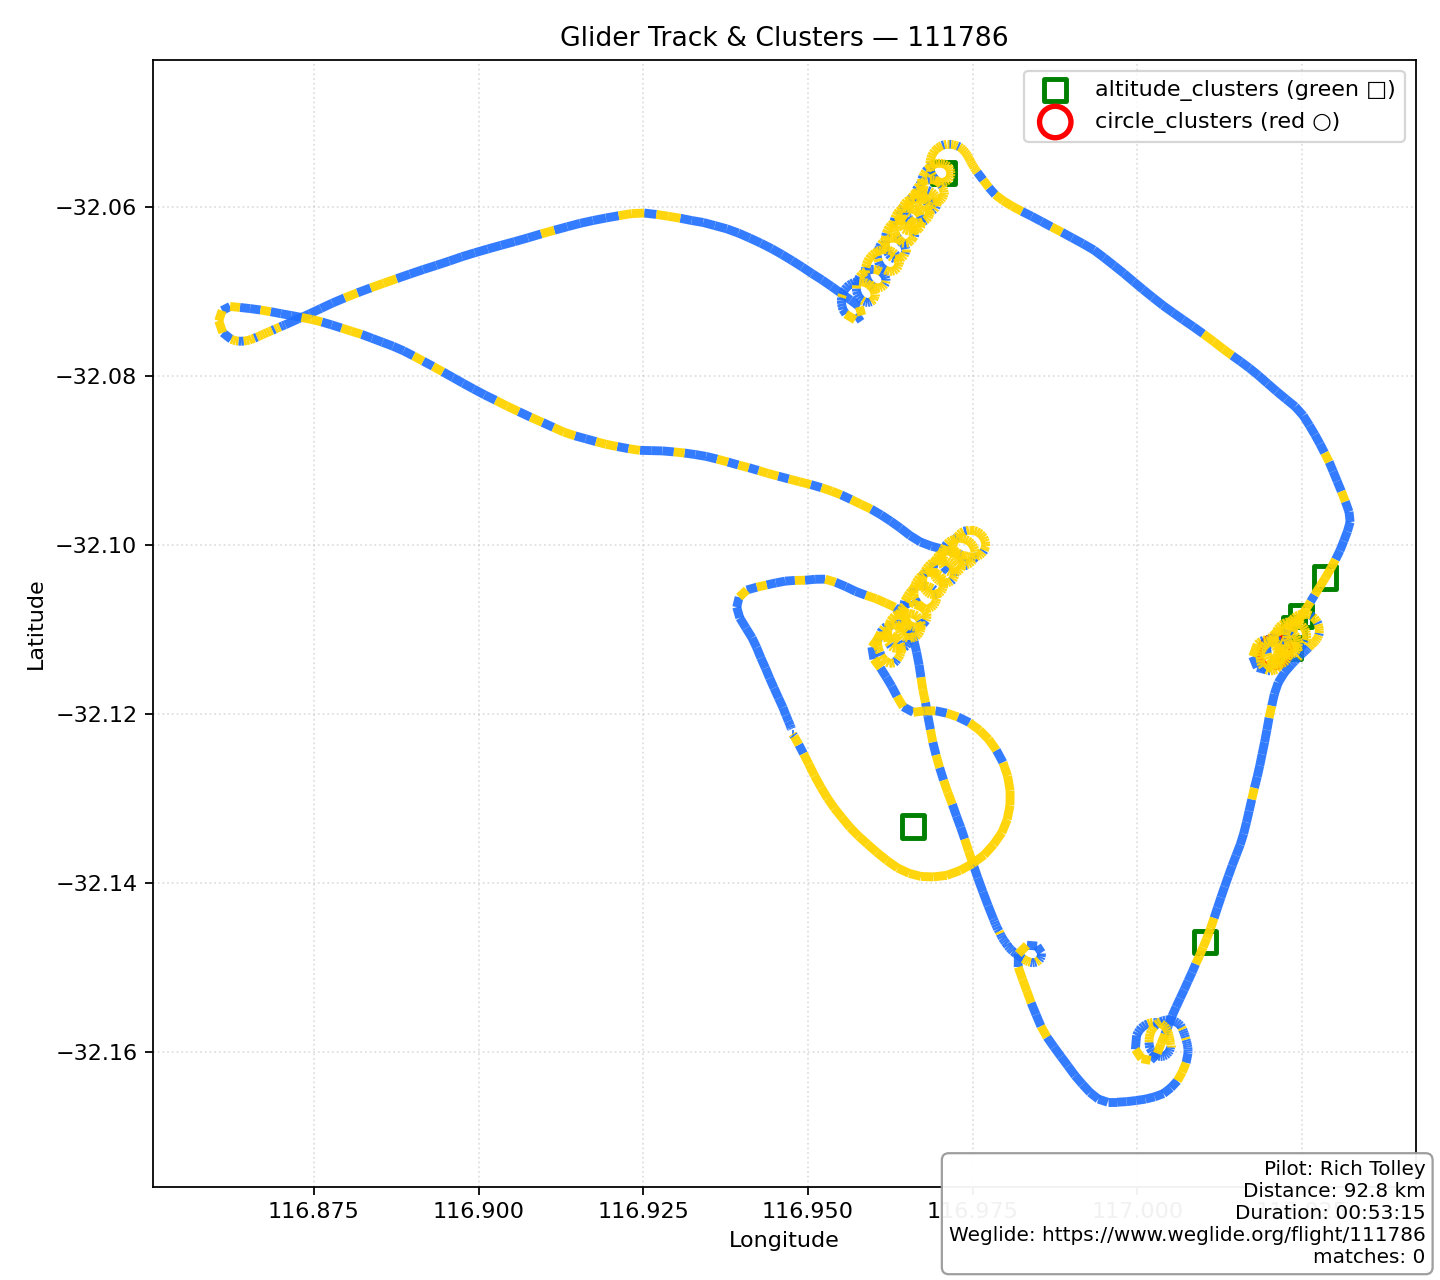 Glider Track & Clusters — 111786
altitude_clusters (green □)
circle_clusters (red ○)
−32.06
−32.08
−32.10
−32.12
−32.14
−32.16
Latitude
116.875
116.900
116.925
116.950
116.975
117.000
Longitude
Pilot: Rich Tolley
Distance: 92.8 km
Duration: 00:53:15
Weglide: https://www.weglide.org/flight/111786
matches: 0